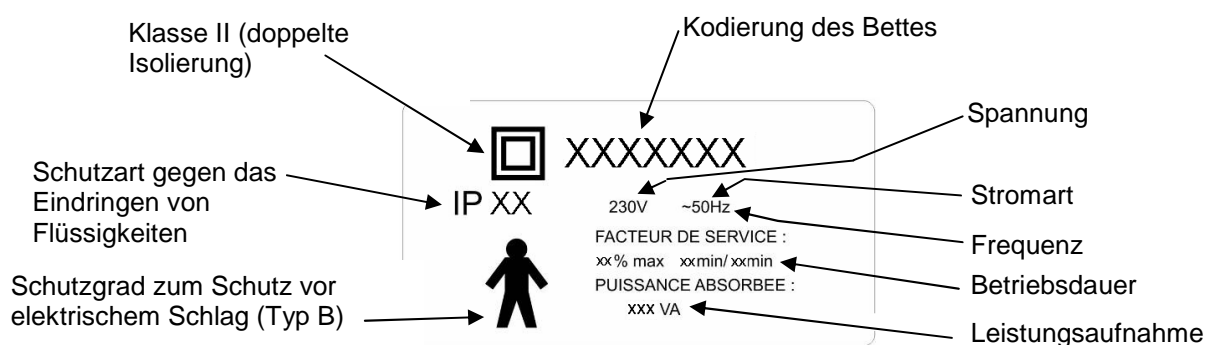 Klasse II (doppelte
Isolierung)
Kodierung des Bettes
Spannung
XXXXXXX
Schutzart gegen das
Eindringen von
Flüssigkeiten
IP XX
230V ~50Hz
Stromart
FACTEUR DE SERVICE :
Frequenz
xx% max xxmin/xxmin
Betriebsdauer
Schutzgrad zum Schutz vor
elektrischem Schlag (Typ B)
PUISSANCE ABSORBEE :
xxx VA
Leistungsaufnahme